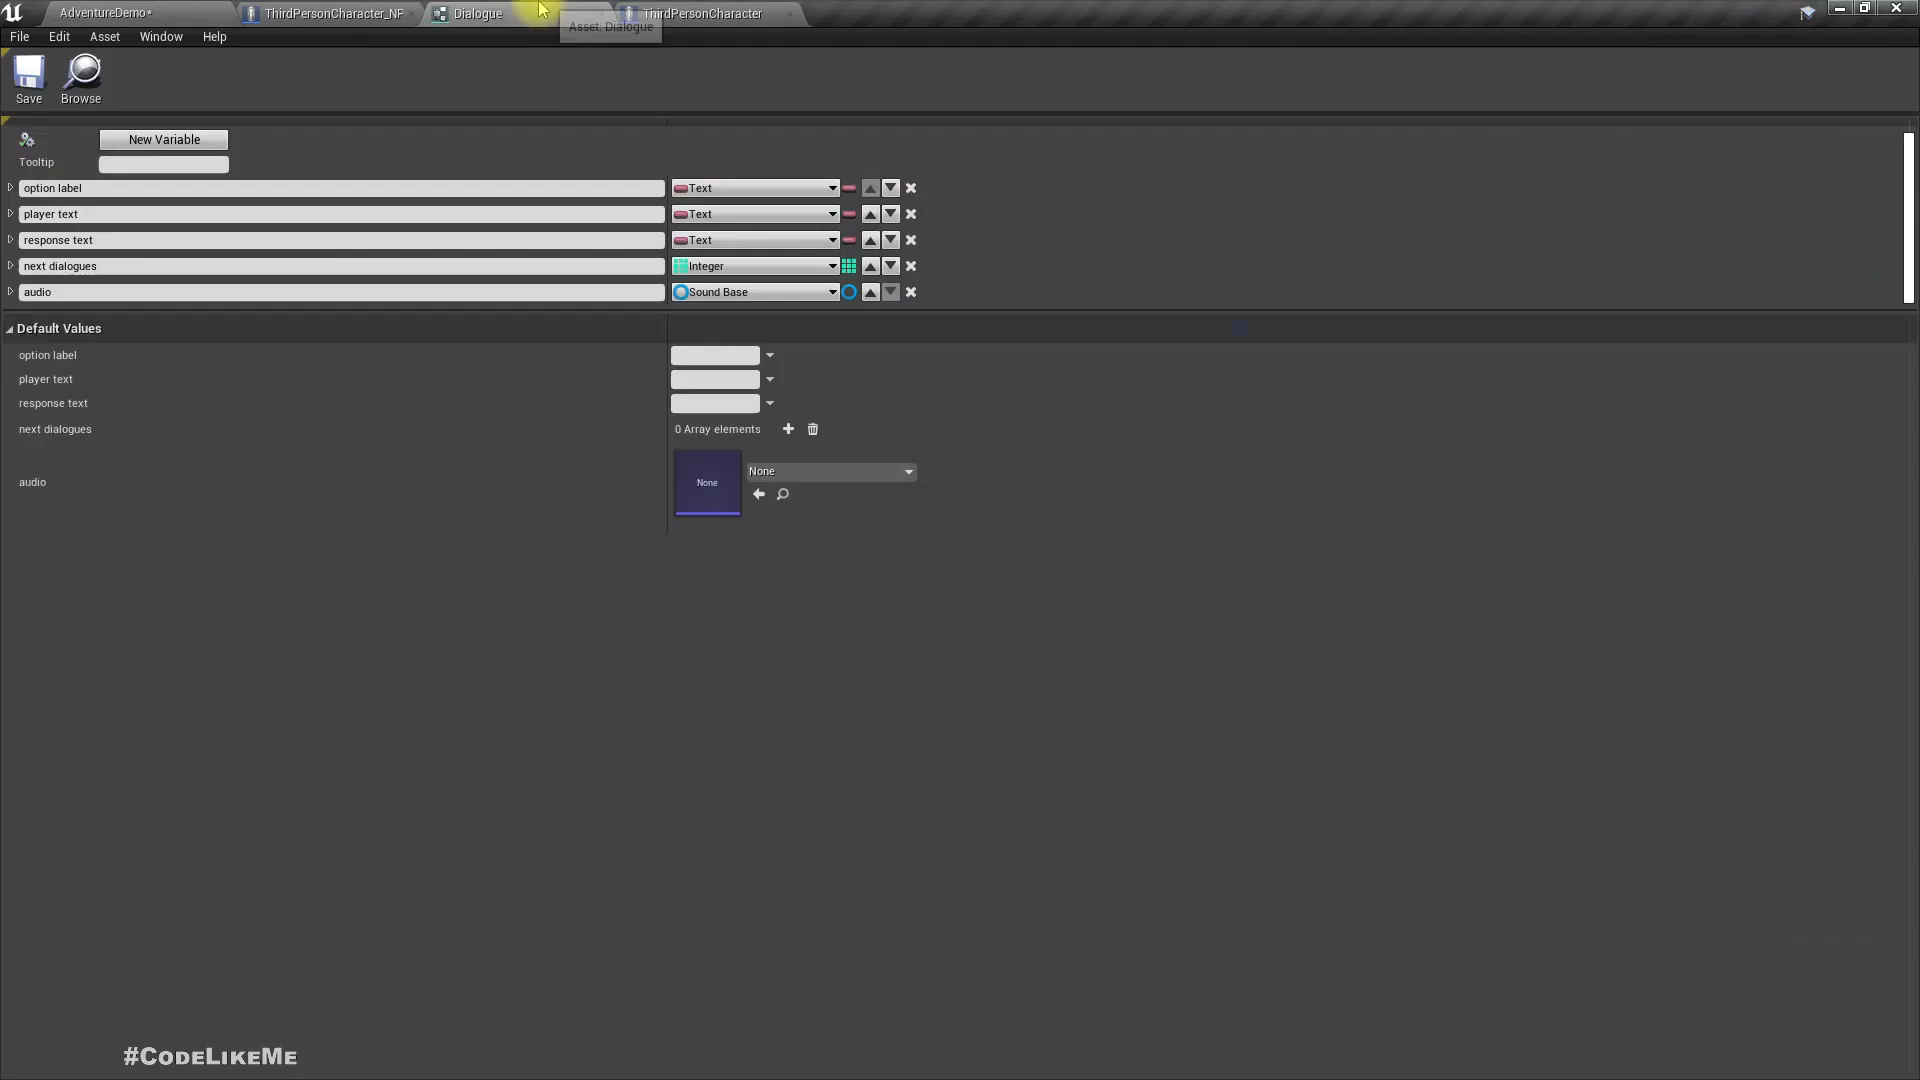 AdventureDemo*
ThirdPersonCharacter_NF
Dialogue
ThirdPersonCharacter
Asset: Dialogue
File
Edit
Asset
Window
Help
Save
Browse
New Variable
Tooltip
option label
Text
player text
Text
response text
Text
next dialogues
Integer
audio
Sound Base
Default Values
option label
player text
response text
next dialogues
0 Array elements
audio
None
None
#CodeLikeMe